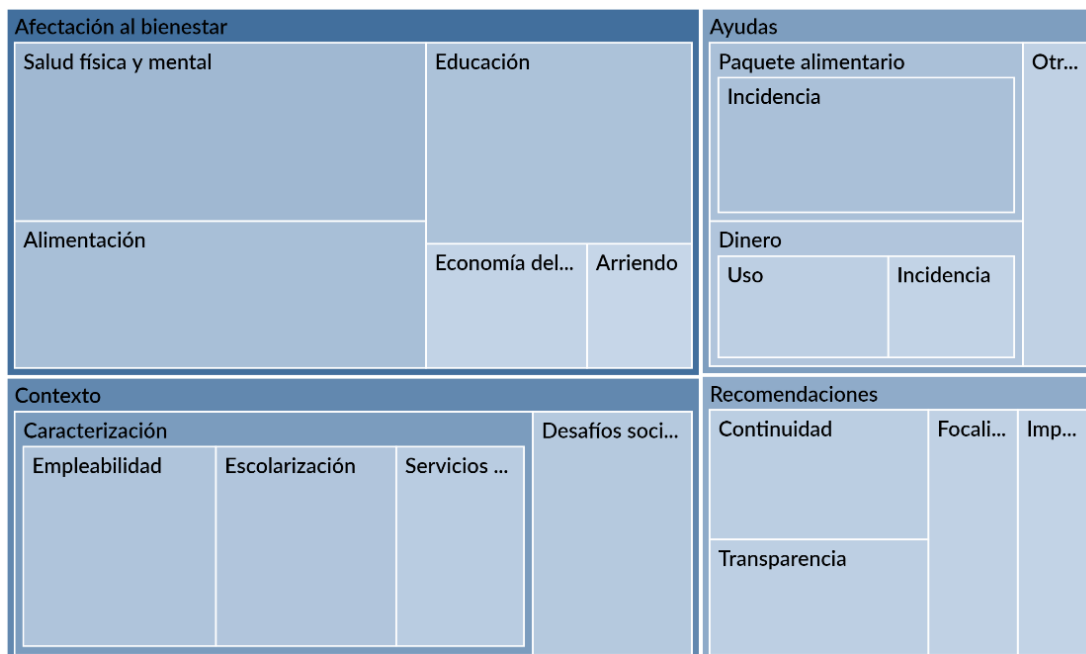 Afectación al bienestar
Salud física y mental
Educación
Alimentación
Economía del...
Arriendo
Ayudas
Paquete alimentario
Incidencia
Otr...
Dinero
Uso
Incidencia
Contexto
Caracterización
Empleabilidad
Escolarización
Servicios ...
Desafíos soci...
Recomendaciones
Continuidad
Focali...
Imp...
Transparencia